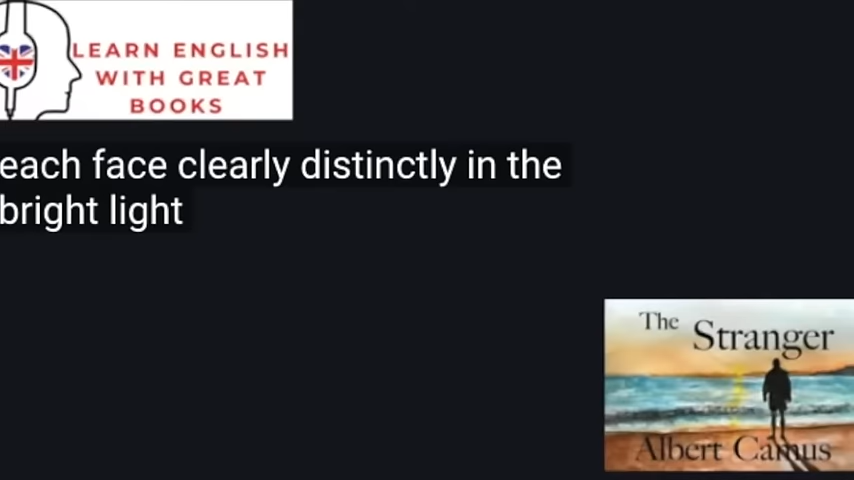 LEARN ENGLISH
WITH GREAT
BOOKS
each face clearly distinctly in the
bright light
The Stranger
Albert Camus